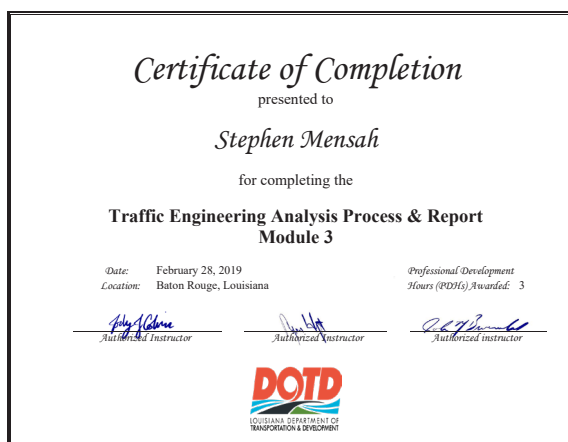 Certificate of Completion
presented to
Stephen Mensah
for completing the
Traffic Engineering Analysis Process & Report
Module 3
Date: February 28, 2019
Location: Baton Rouge, Louisiana
Professional Development
Hours (PDHs) Awarded: 3
Authorized Instructor
Authorized Instructor
Authorized instructor
DOTD
LOUISIANA DEPARTMENT OF
TRANSPORTATION & DEVELOPMENT